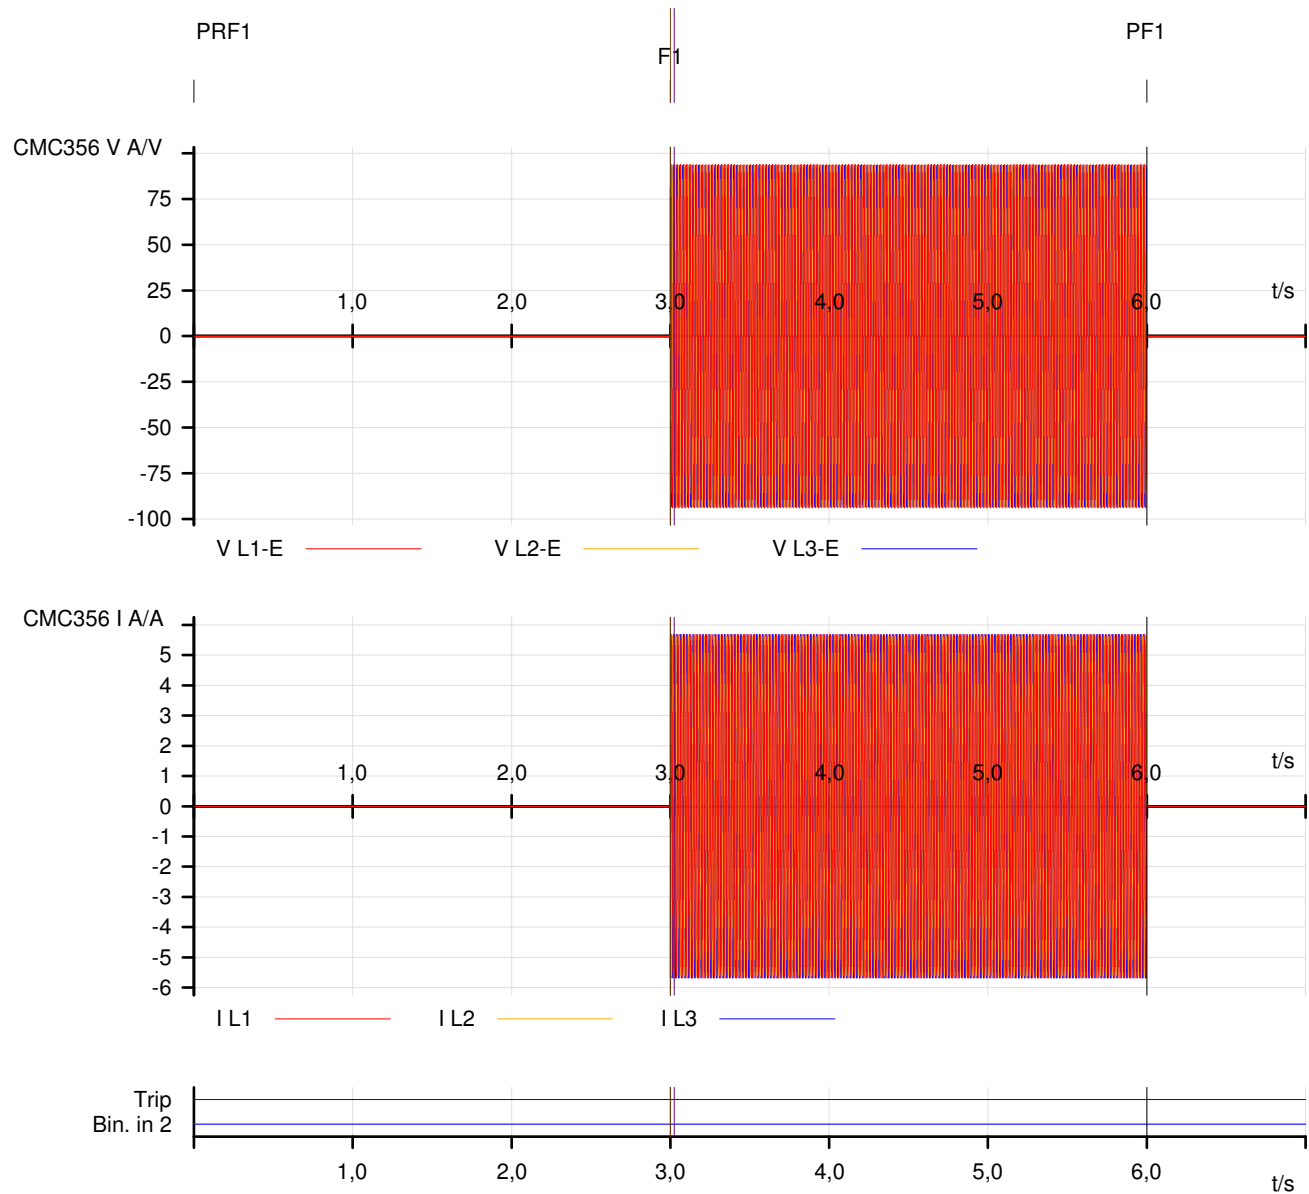 PRF1
PF1
F1
CMC356 V A/V
75
50
25
1,0 2,0 3,0 4,0 5,0 6,0 t/s
0
-25
-50
-75
-100
V L1-E V L2-E V L3-E
CMC356 I A/A
5
4
3
2
1,0 2,0 3,0 4,0 5,0 6,0 t/s
1
0
-1
-2
-3
-4
-5
-6
I L1 I L2 I L3
Trip
Bin. in 2
1,0 2,0 3,0 4,0 5,0 6,0 t/s